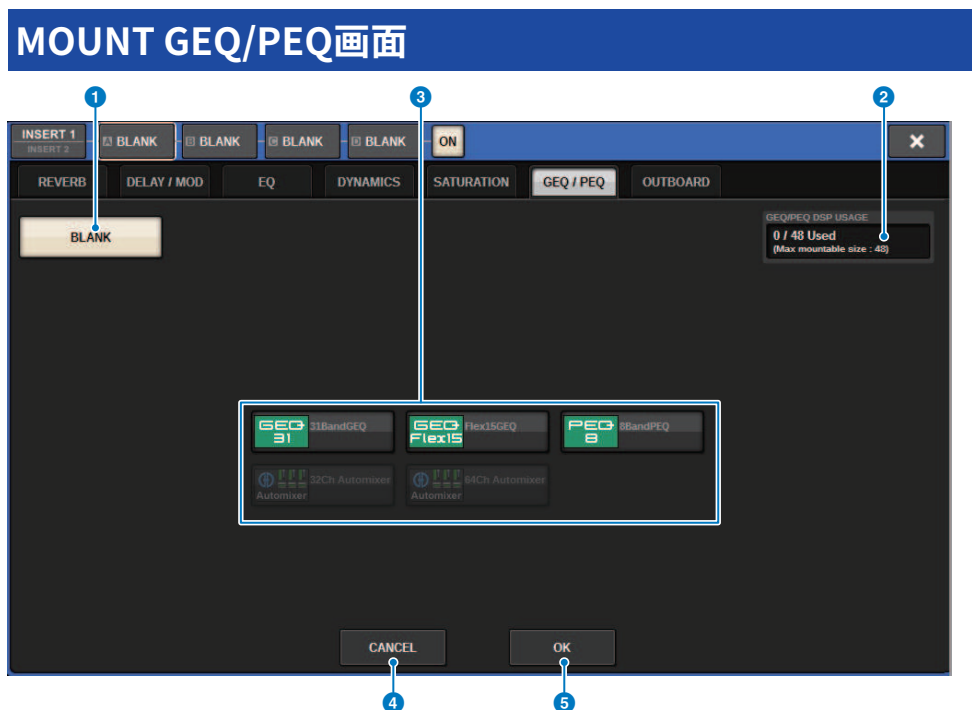 MOUNT GEQ/PEQ画面
1 3 2
INSERT 1
INSERT 2
A BLANK B BLANK C BLANK D BLANK ON ×
REVERB DELAY / MOD EQ DYNAMICS SATURATION GEQ / PEQ OUTBOARD
BLANK
GEQ/PEQ DSP USAGE
0 / 48 Used
(Max mountable size : 48)
GEQ 31 31BandGEQ
GEQ Flex15 Flex15GEQ
PEQ 8 8BandPEQ
Automixer 32Ch Automixer
Automixer 64Ch Automixer
CANCEL OK
4 5